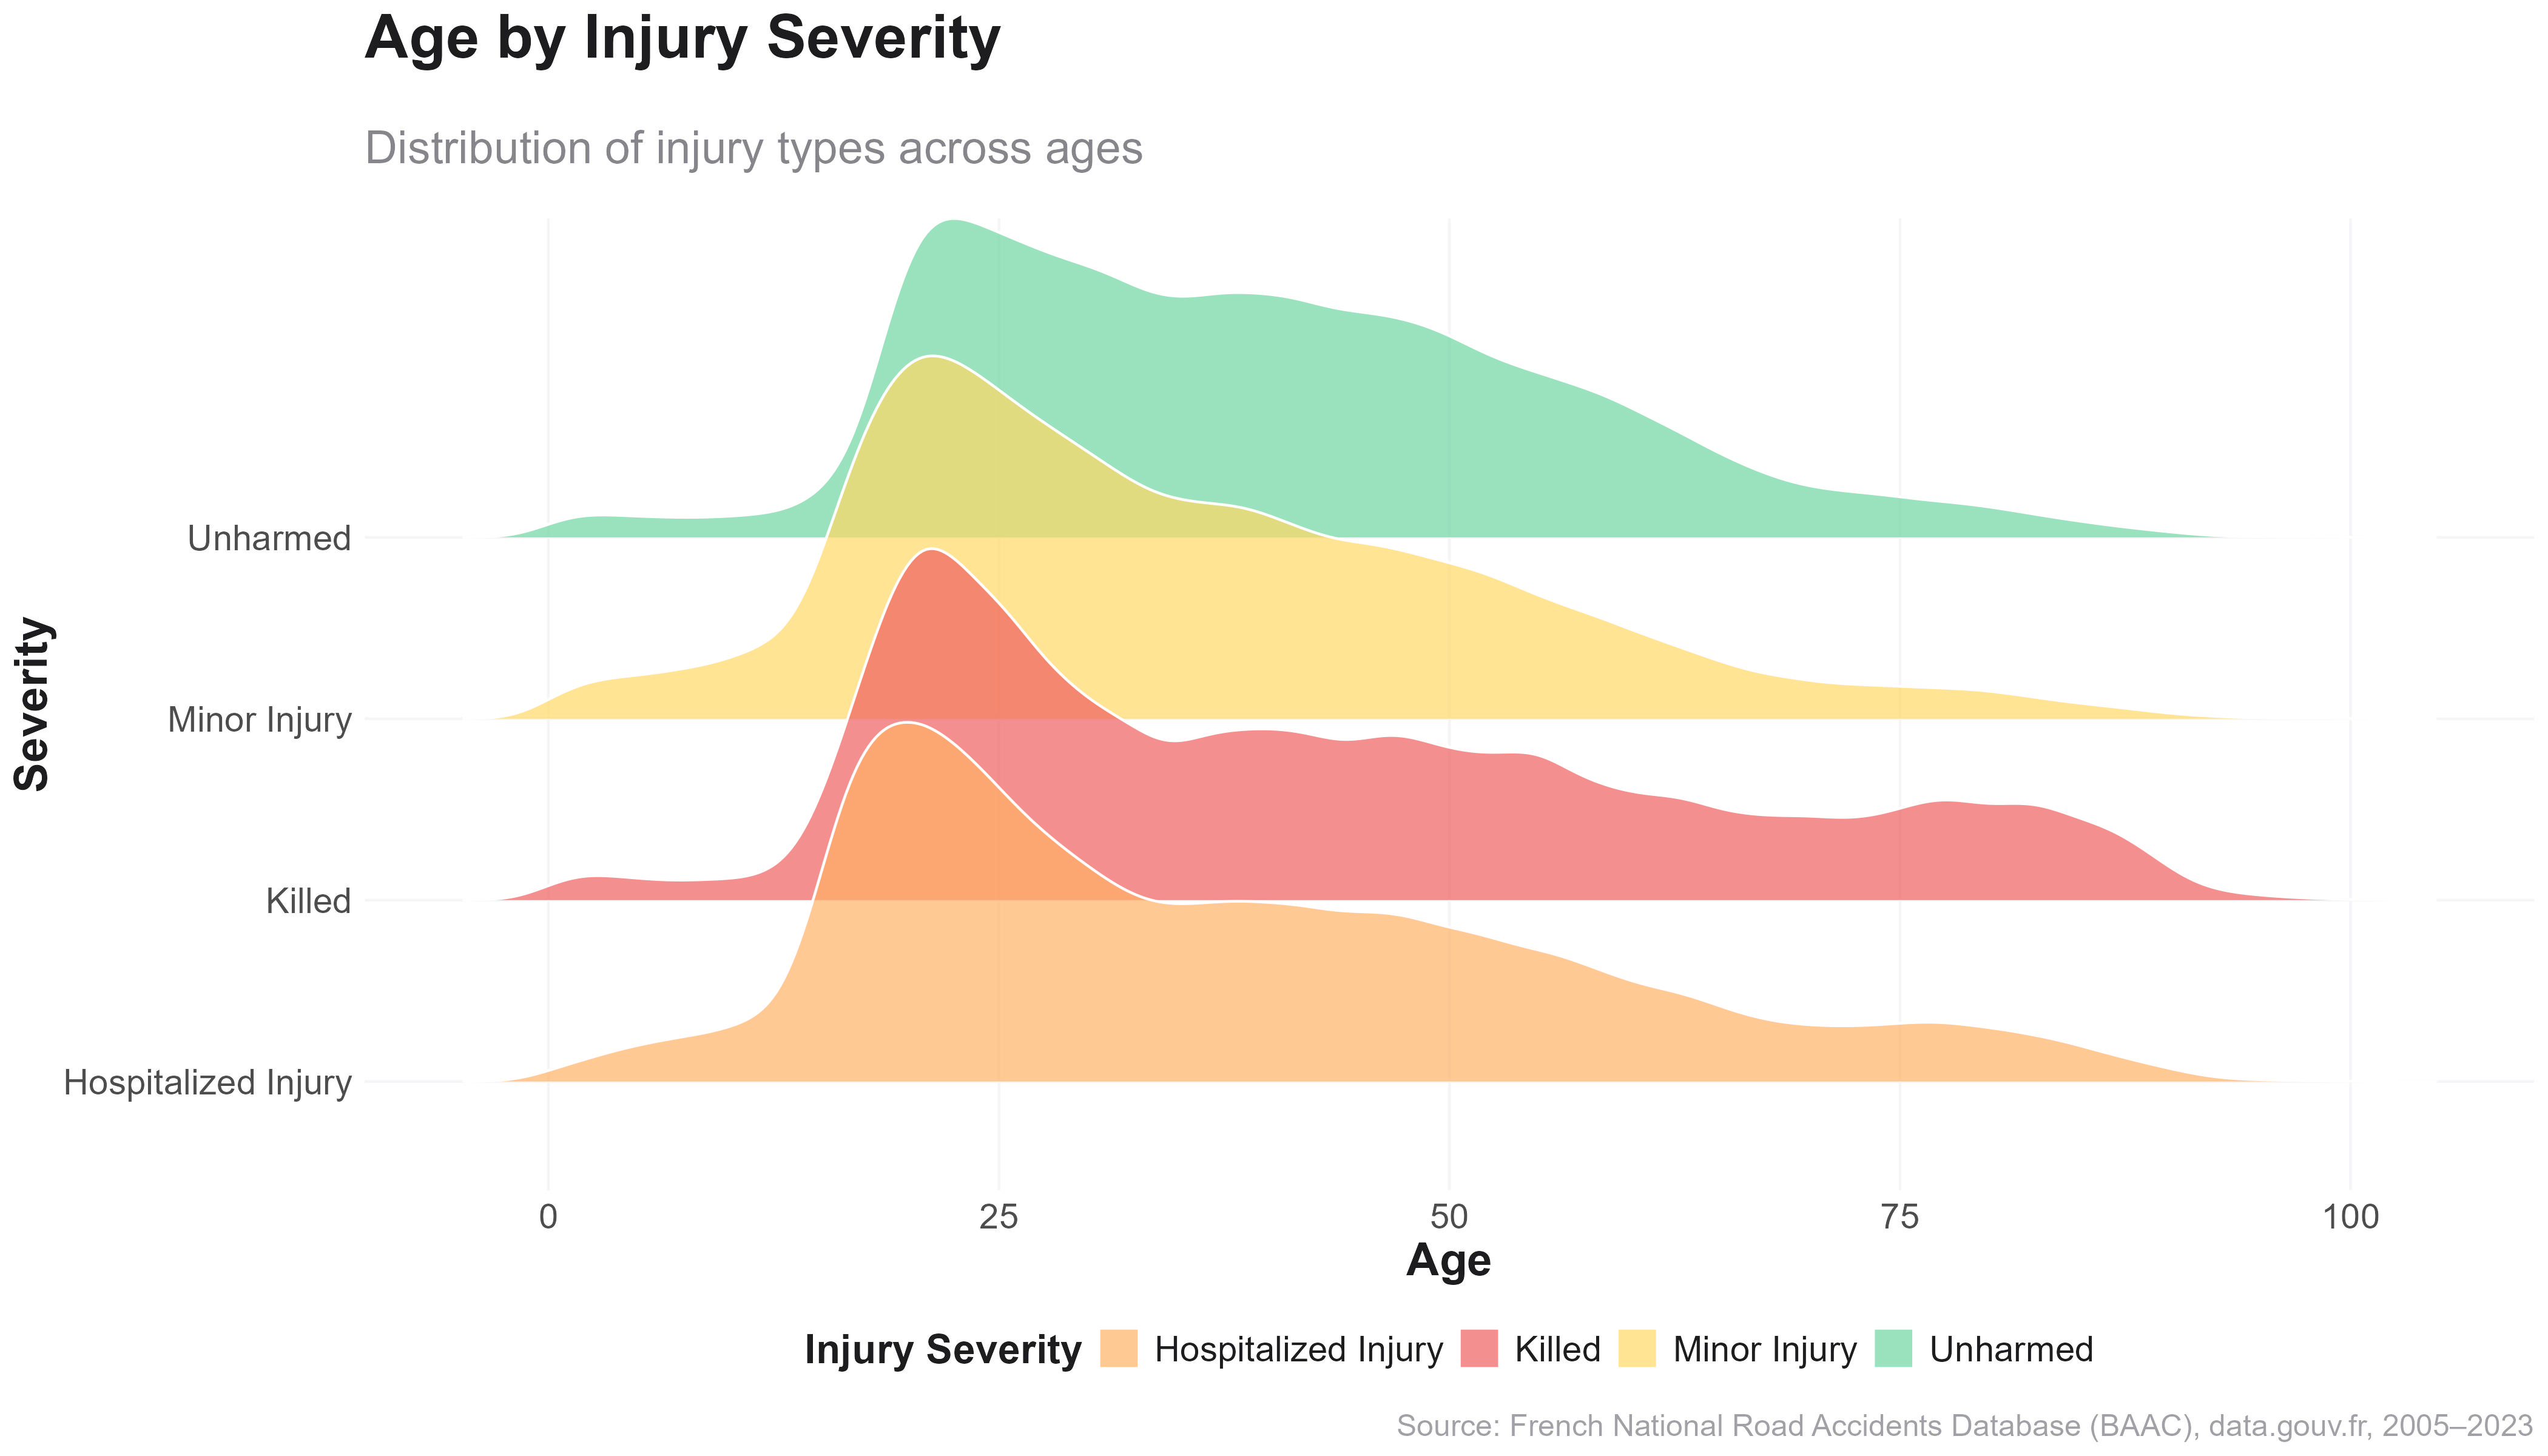 Age by Injury Severity
Distribution of injury types across ages
Severity
Unharmed
Minor Injury
Killed
Hospitalized Injury
0 25 50 75 100
Age
Injury Severity Hospitalized Injury Killed Minor Injury Unharmed
Source: French National Road Accidents Database (BAAC), data.gouv.fr, 2005–2023